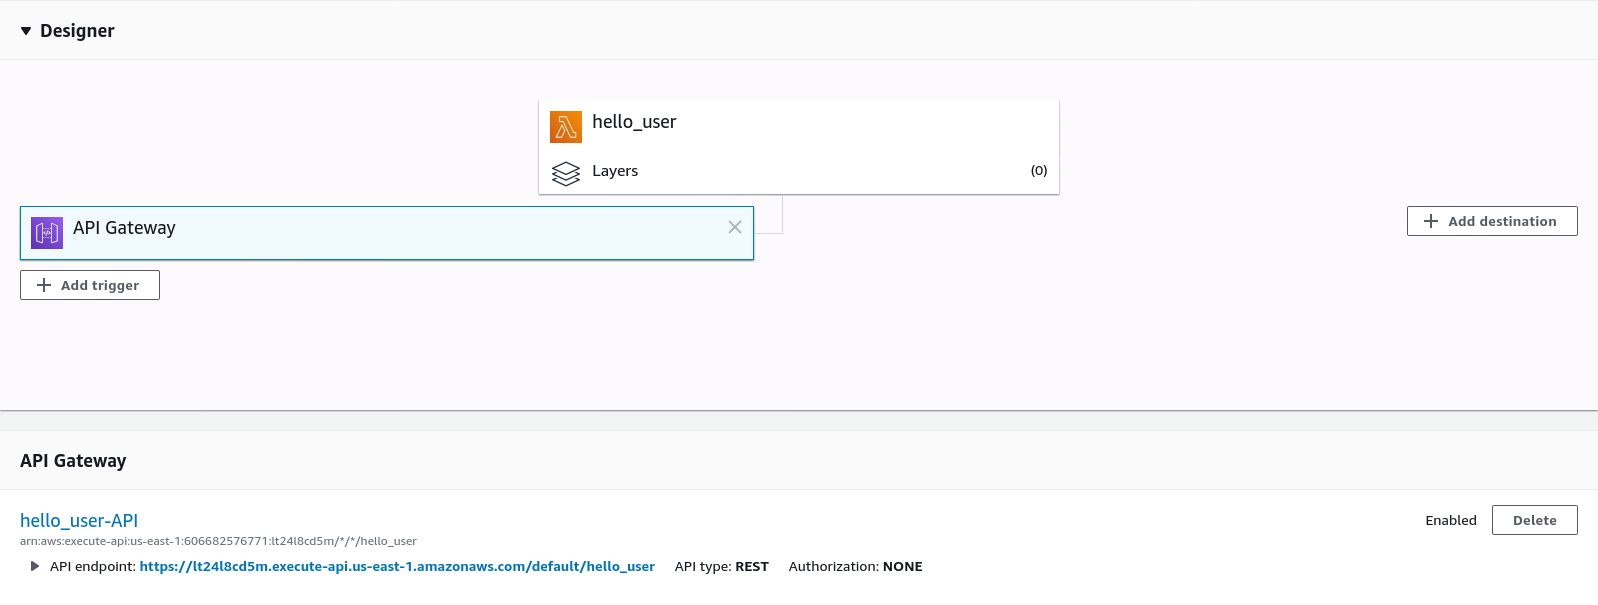 Designer
hello_user
Layers (0)
API Gateway
Add destination
Add trigger
API Gateway
hello_user-API Enabled Delete
arn:aws:execute-api:us-east-1:606682576771:lt24l8cd5m/*/*/hello_user
API endpoint: https://lt24l8cd5m.execute-api.us-east-1.amazonaws.com/default/hello_user API type: REST Authorization: NONE